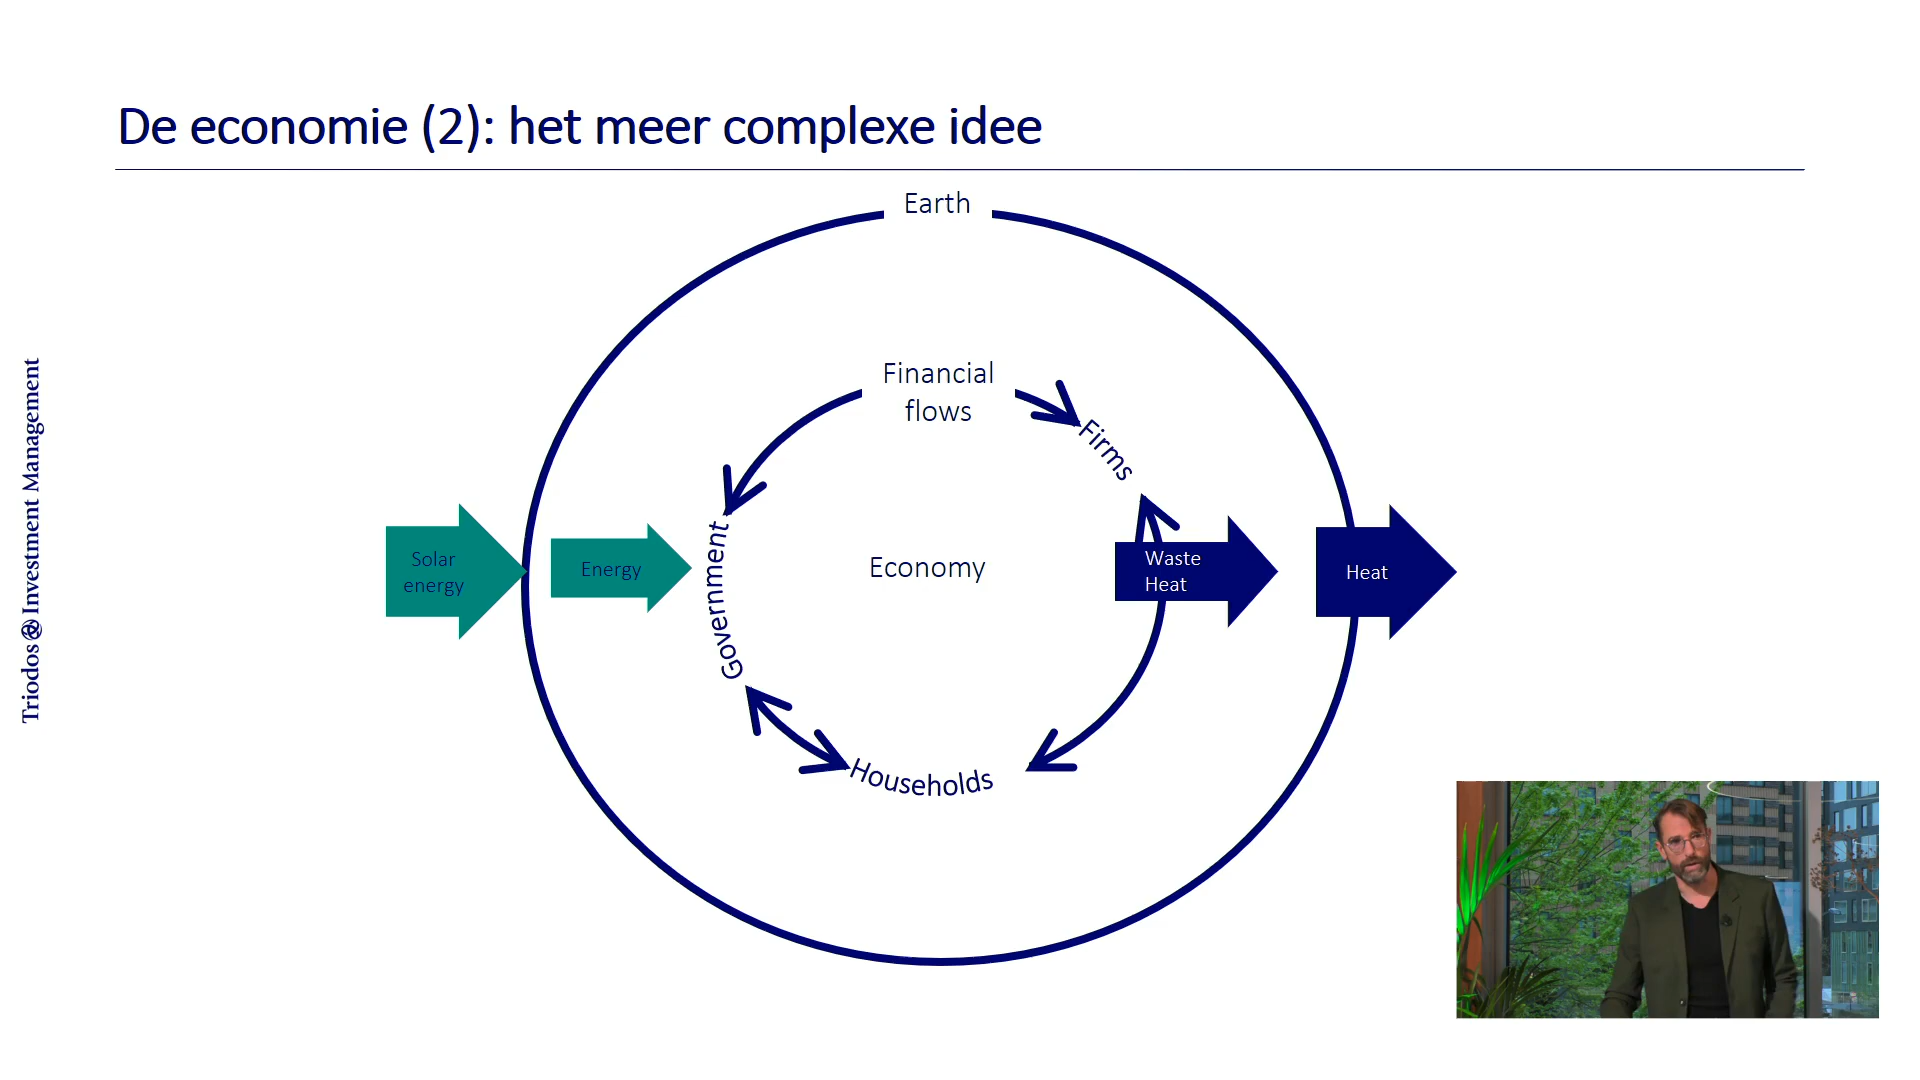 De economie (2): het meer complexe idee
Earth
Financial
flows
Firms
Solar
energy
Energy
Government
Economy
Waste
Heat
Heat
Households
Triodos Investment Management